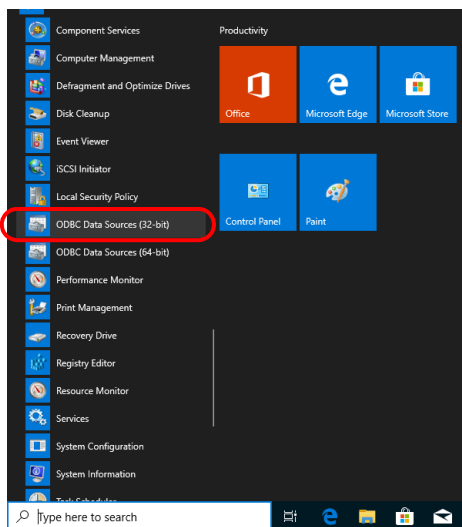 Component Services
Computer Management
Defragment and Optimize Drives
Disk Cleanup
Event Viewer
iSCSI Initiator
Local Security Policy
ODBC Data Sources (32-bit)
ODBC Data Sources (64-bit)
Performance Monitor
Print Management
Recovery Drive
Registry Editor
Resource Monitor
Services
System Configuration
System Information
Task Scheduler
Productivity
Office
Microsoft Edge
Microsoft Store
Control Panel
Paint
Type here to search